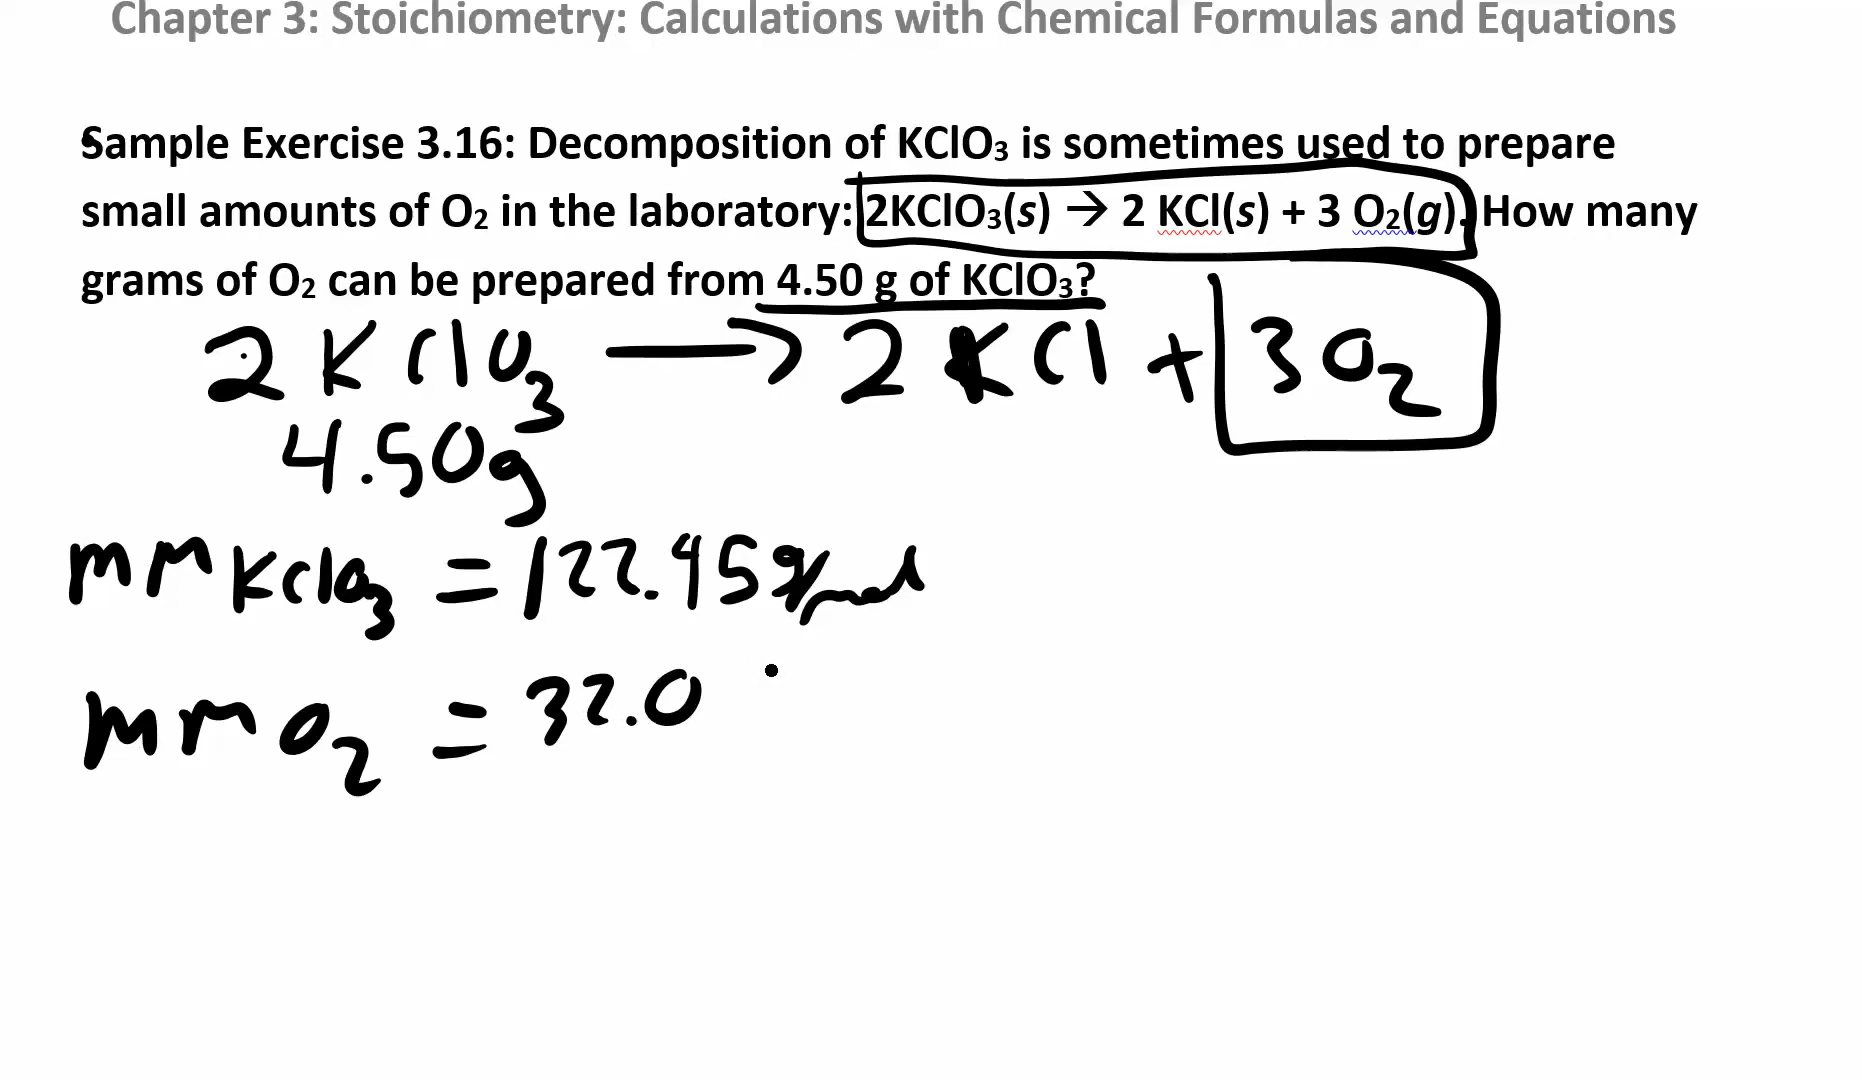 Chapter 3: Stoichiometry: Calculations with Chemical Formulas and Equations
Sample Exercise 3.16: Decomposition of KClO₃ is sometimes used to prepare
small amounts of O₂ in the laboratory: 2KClO₃(s) → 2 KCl(s) + 3 O₂(g). How many
grams of O₂ can be prepared from 4.50 g of KClO₃?
2 KClO₃ → 2 KCl + 3O₂
4.50g
mm KClO₃ = 122.45 g/mol
mm O₂ = 32.0